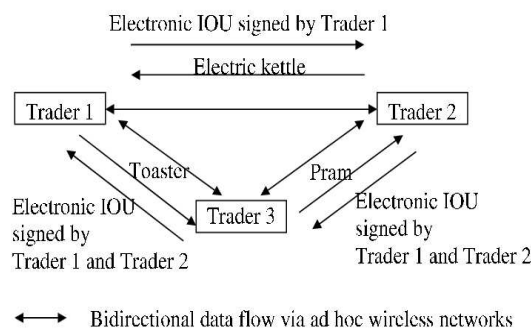 Electronic IOU signed by Trader 1
Electric kettle
Trader 1
Trader 2
Toaster
Pram
Electronic IOU
signed by
Trader 1 and Trader 2
Trader 3
Electronic IOU
signed by
Trader 1 and Trader 2
Bidirectional data flow via ad hoc wireless networks